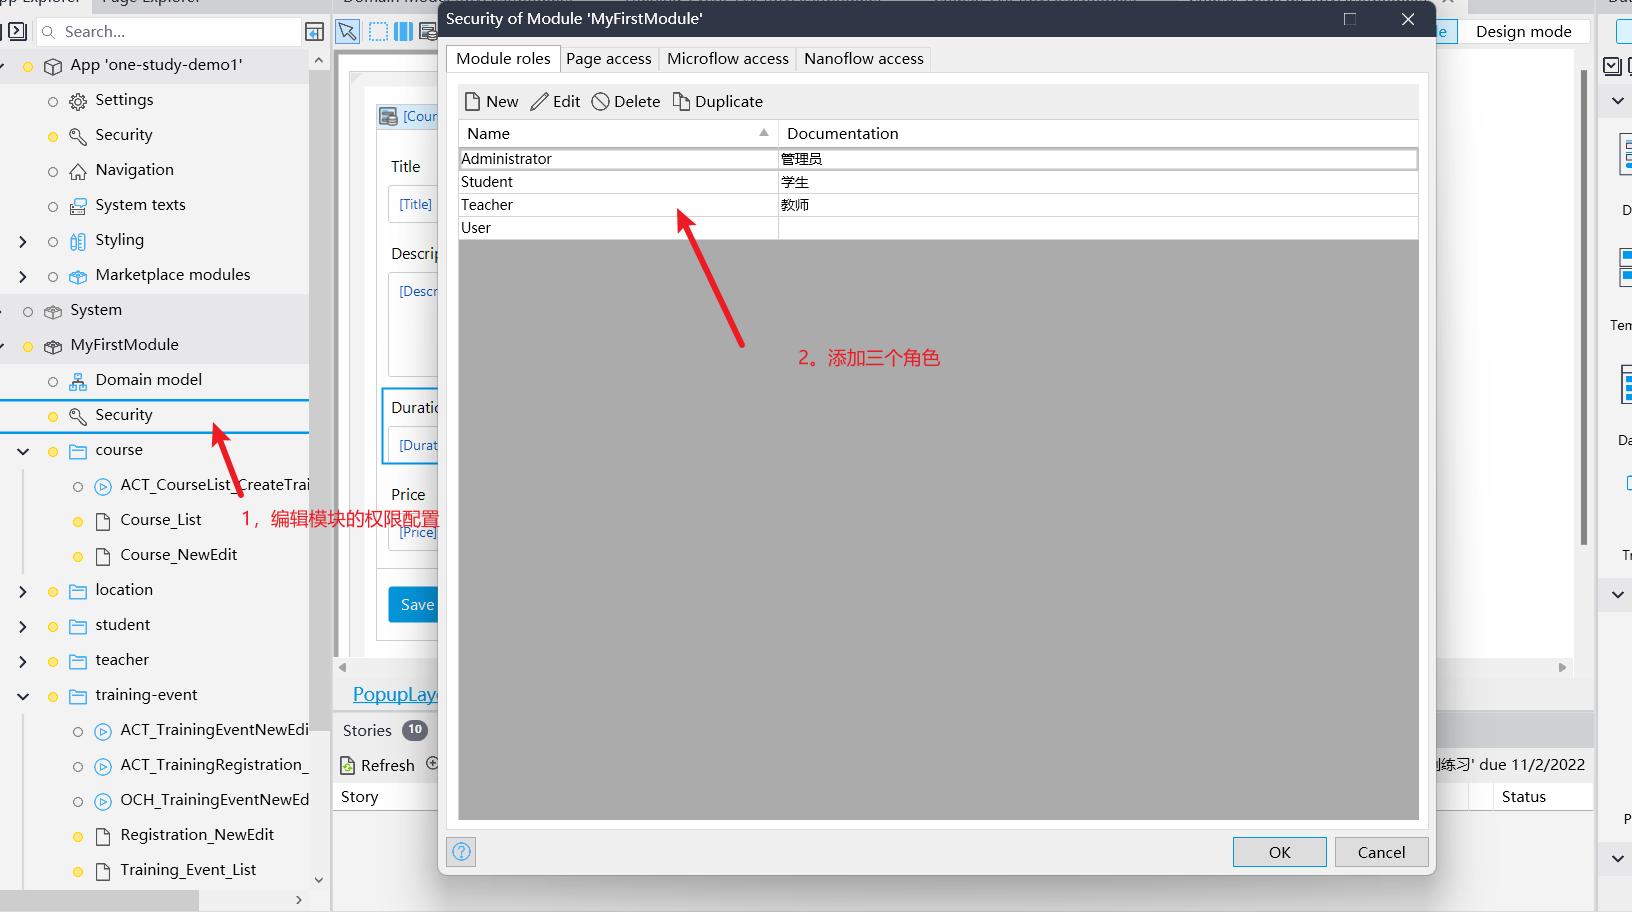 Search...
App 'one-study-demo1'
Settings
Security
Navigation
System texts
Styling
Marketplace modules
System
MyFirstModule
Domain model
Security
course
ACT_CourseList_CreateTrai
Course_List
Course_NewEdit
location
student
teacher
training-event
ACT_TrainingEventNewEdi
ACT_TrainingRegistration_
OCH_TrainingEventNewEd
Registration_NewEdit
Training_Event_List
1，编辑模块的权限配置
[Cour
Title
[Title]
Descrip
[Descr
Duratio
[Durat
Price
[Price]
Save
PopupLay
Stories 10
Refresh
Story
Security of Module 'MyFirstModule'
Module roles Page access Microflow access Nanoflow access
New Edit Delete Duplicate
Name Documentation
Administrator 管理员
Student 学生
Teacher 教师
User
2。添加三个角色
OK Cancel
Design mode
练习' due 11/2/2022
Status
Tem